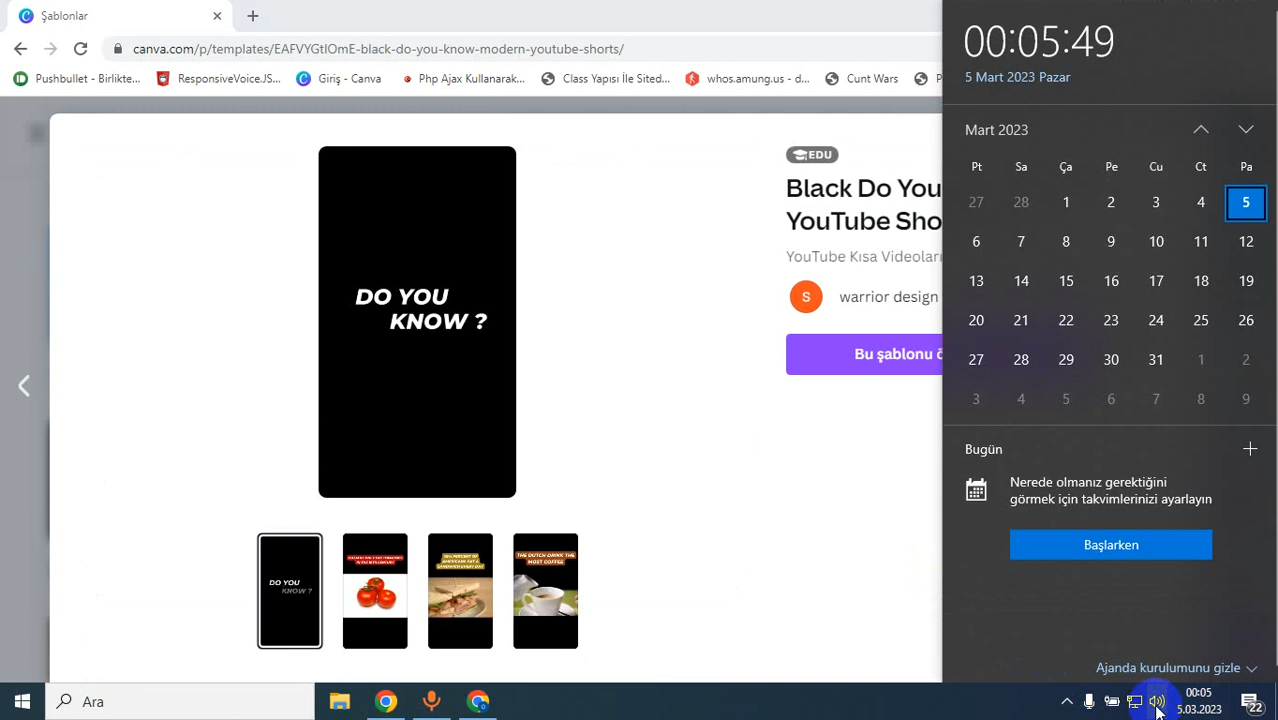 Şablonlar
canva.com/p/templates/EAFVYGtIOmE-black-do-you-know-modern-youtube-shorts/
Pushbullet - Birlikte...
ResponsiveVoice.JS...
Giriş - Canva
Php Ajax Kullanarak...
Class Yapısı İle Sited...
whos.amung.us - d...
Cunt Wars
P
DO YOU
KNOW ?
DO YOU
KNOW ?
THE DUTCH DRINK THE
MOST COFFEE
EDU
Black Do You
YouTube Sho
YouTube Kısa Videoları
S
warrior design
Bu şablonu ö
00:05:49
5 Mart 2023 Pazar
Mart 2023
Pt Sa Ça Pe Cu Ct Pa
27 28 1 2 3 4 5
6 7 8 9 10 11 12
13 14 15 16 17 18 19
20 21 22 23 24 25 26
27 28 29 30 31 1 2
3 4 5 6 7 8 9
Bugün
Nerede olmanız gerektiğini
görmek için takvimlerinizi ayarlayın
Başlarken
Ajanda kurulumunu gizle
Ara
00:05
5.03.2023
22